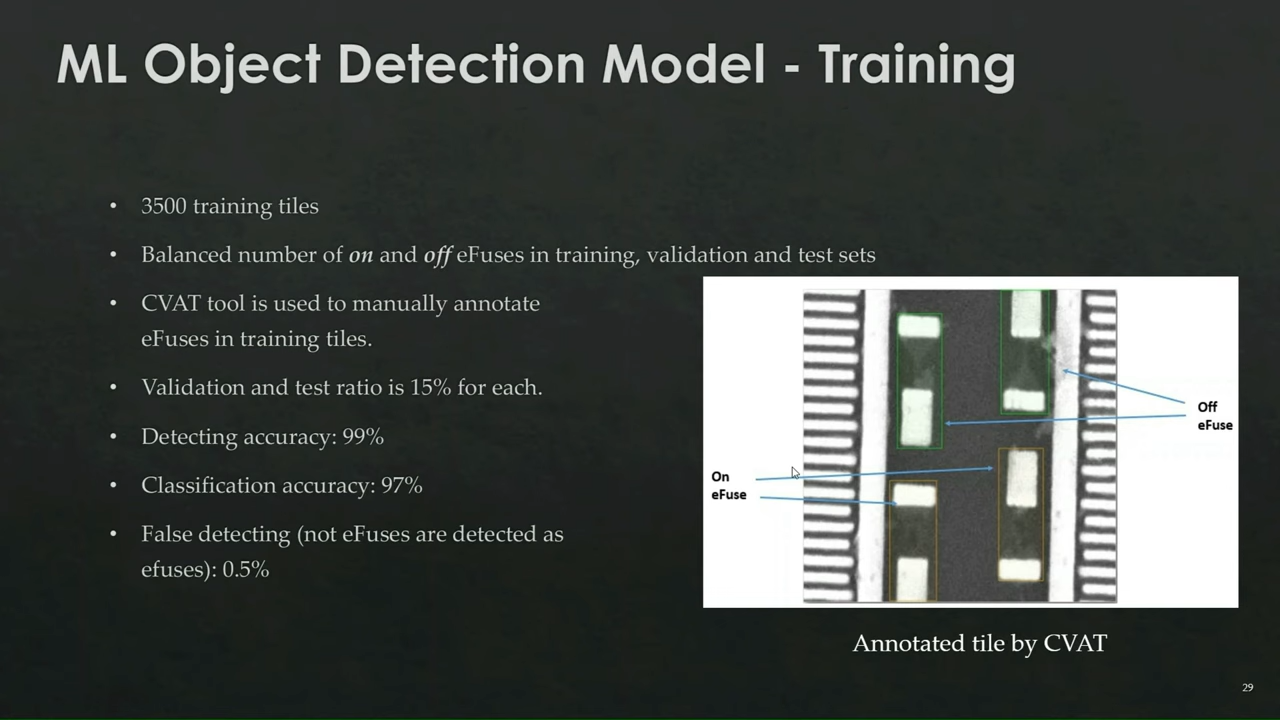 ML Object Detection Model - Training
• 3500 training tiles
• Balanced number of on and off eFuses in training, validation and test sets
• CVAT tool is used to manually annotate
eFuses in training tiles.
• Validation and test ratio is 15% for each.
• Detecting accuracy: 99%
• Classification accuracy: 97%
• False detecting (not eFuses are detected as
efuses): 0.5%
Off
eFuse
On
eFuse
Annotated tile by CVAT
29